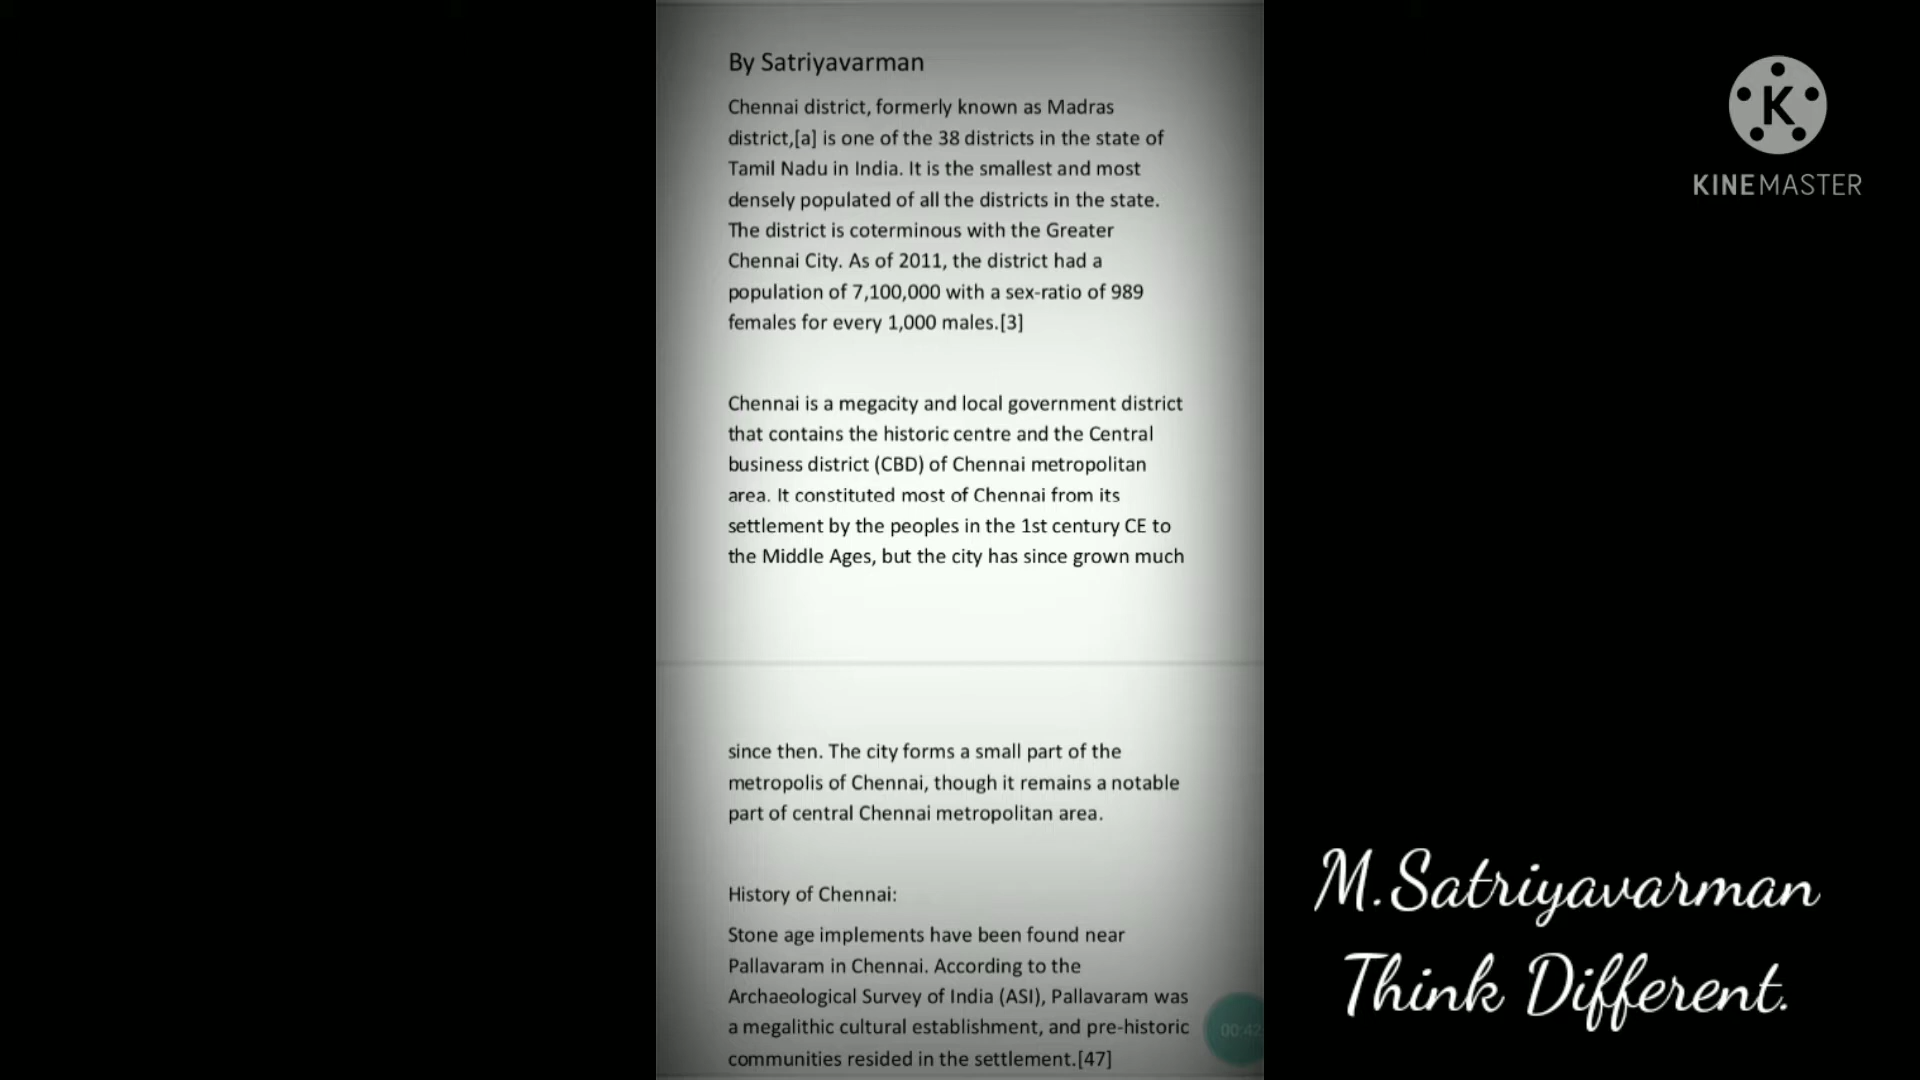 By Satriyavarman
Chennai district, formerly known as Madras
district,[a] is one of the 38 districts in the state of
Tamil Nadu in India. It is the smallest and most
densely populated of all the districts in the state.
The district is coterminous with the Greater
Chennai City. As of 2011, the district had a
population of 7,100,000 with a sex-ratio of 989
females for every 1,000 males.[3]
Chennai is a megacity and local government district
that contains the historic centre and the Central
business district (CBD) of Chennai metropolitan
area. It constituted most of Chennai from its
settlement by the peoples in the 1st century CE to
the Middle Ages, but the city has since grown much
since then. The city forms a small part of the
metropolis of Chennai, though it remains a notable
part of central Chennai metropolitan area.
History of Chennai:
Stone age implements have been found near
Pallavaram in Chennai. According to the
Archaeological Survey of India (ASI), Pallavaram was
a megalithic cultural establishment, and pre-historic
communities resided in the settlement.[47]
00:42
K
KINEMASTER
M.Satriyavarman
Think Different.